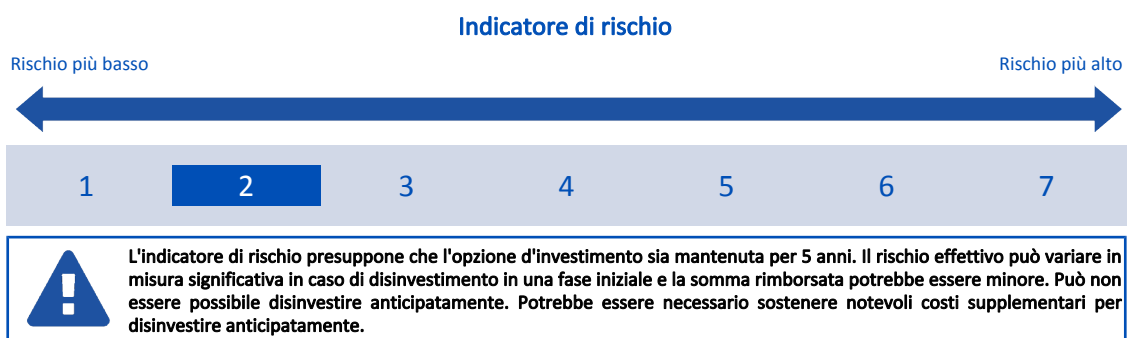 Indicatore di rischio
Rischio più basso
Rischio più alto
1 2 3 4 5 6 7
L'indicatore di rischio presuppone che l'opzione d'investimento sia mantenuta per 5 anni. Il rischio effettivo può variare in
misura significativa in caso di disinvestimento in una fase iniziale e la somma rimborsata potrebbe essere minore. Può non
essere possibile disinvestire anticipatamente. Potrebbe essere necessario sostenere notevoli costi supplementari per
disinvestire anticipatamente.